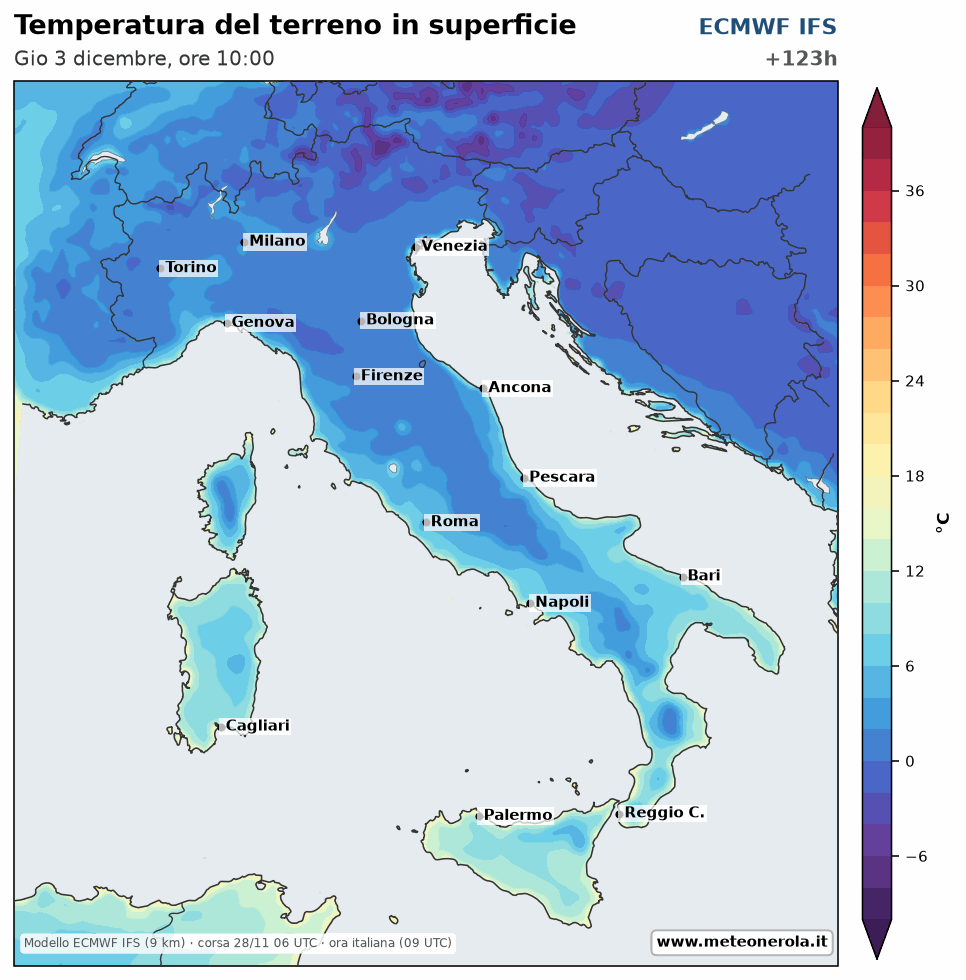 Temperatura del terreno in superficie
ECMWF IFS
Gio 3 dicembre, ore 10:00
+123h
Milano
Venezia
Torino
Genova
Bologna
Firenze
Ancona
Pescara
Roma
Bari
Napoli
Cagliari
Palermo
Reggio C.
36
30
24
18
12
6
0
−6
°C
Modello ECMWF IFS (9 km) · corsa 28/11 06 UTC · ora italiana (09 UTC)
www.meteonerola.it